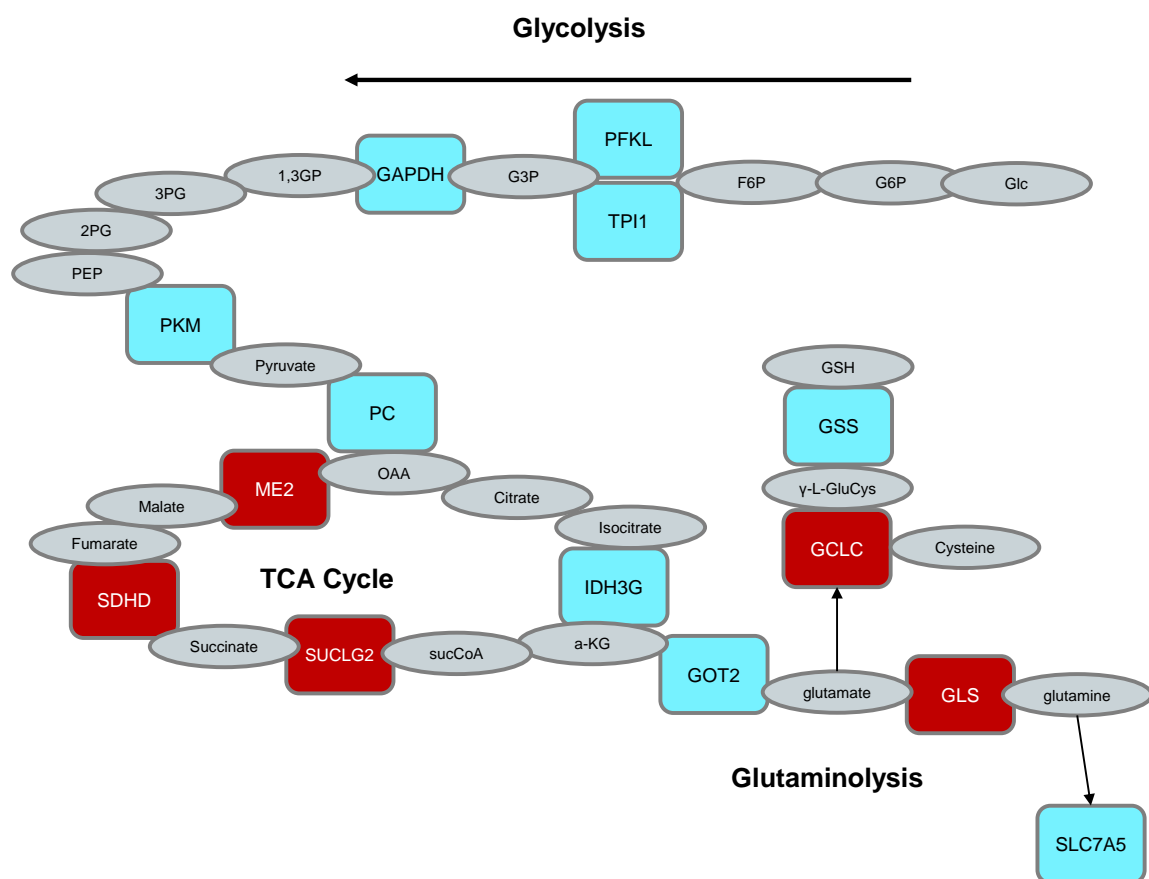 Glycolysis
PFKL
GAPDH
1,3GP
G3P
3PG
F6P
G6P
Glc
TPI1
2PG
PEP
PKM
Pyruvate
GSH
PC
GSS
OAA
ME2
γ-L-GluCys
Citrate
Malate
Isocitrate
Fumarate
GCLC
Cysteine
TCA Cycle
IDH3G
SDHD
a-KG
Succinate
SUCLG2
sucCoA
GOT2
glutamate
GLS
glutamine
Glutaminolysis
SLC7A5